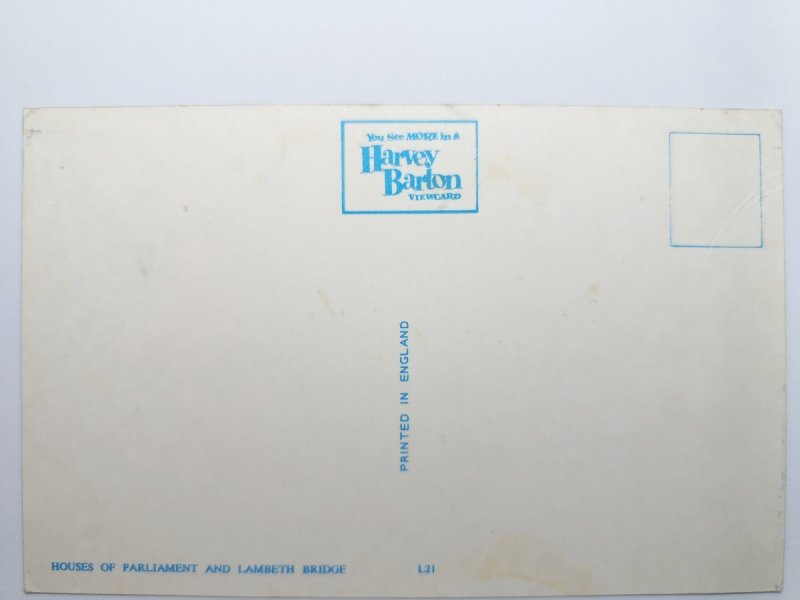 You See MORE in a
Harvey
Barton
VIEWCARD
PRINTED IN ENGLAND
HOUSES OF PARLIAMENT AND LAMBETH BRIDGE L21